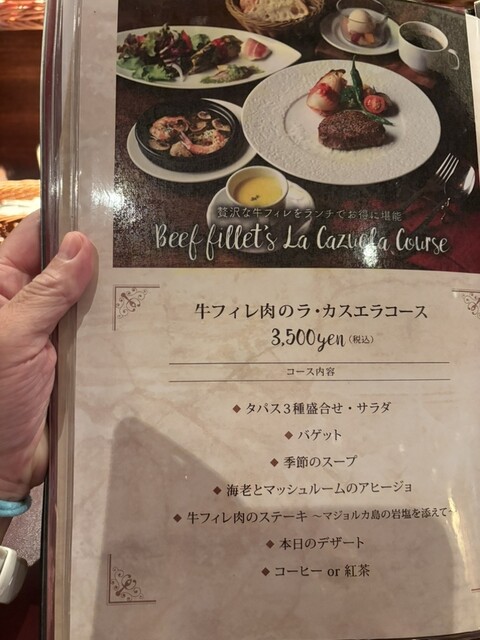 贅沢な牛フィレをランチでお得に堪能
Beef fillet's La Cazuela Course
牛フィレ肉のラ・カスエラコース
3,500yen（税込）
コース内容
◆ タパス3種盛合せ・サラダ
◆ バゲット
◆ 季節のスープ
◆ 海老とマッシュルームのアヒージョ
◆ 牛フィレ肉のステーキ ～マジョルカ島の岩塩を添えて～
◆ 本日のデザート
◆ コーヒー or 紅茶